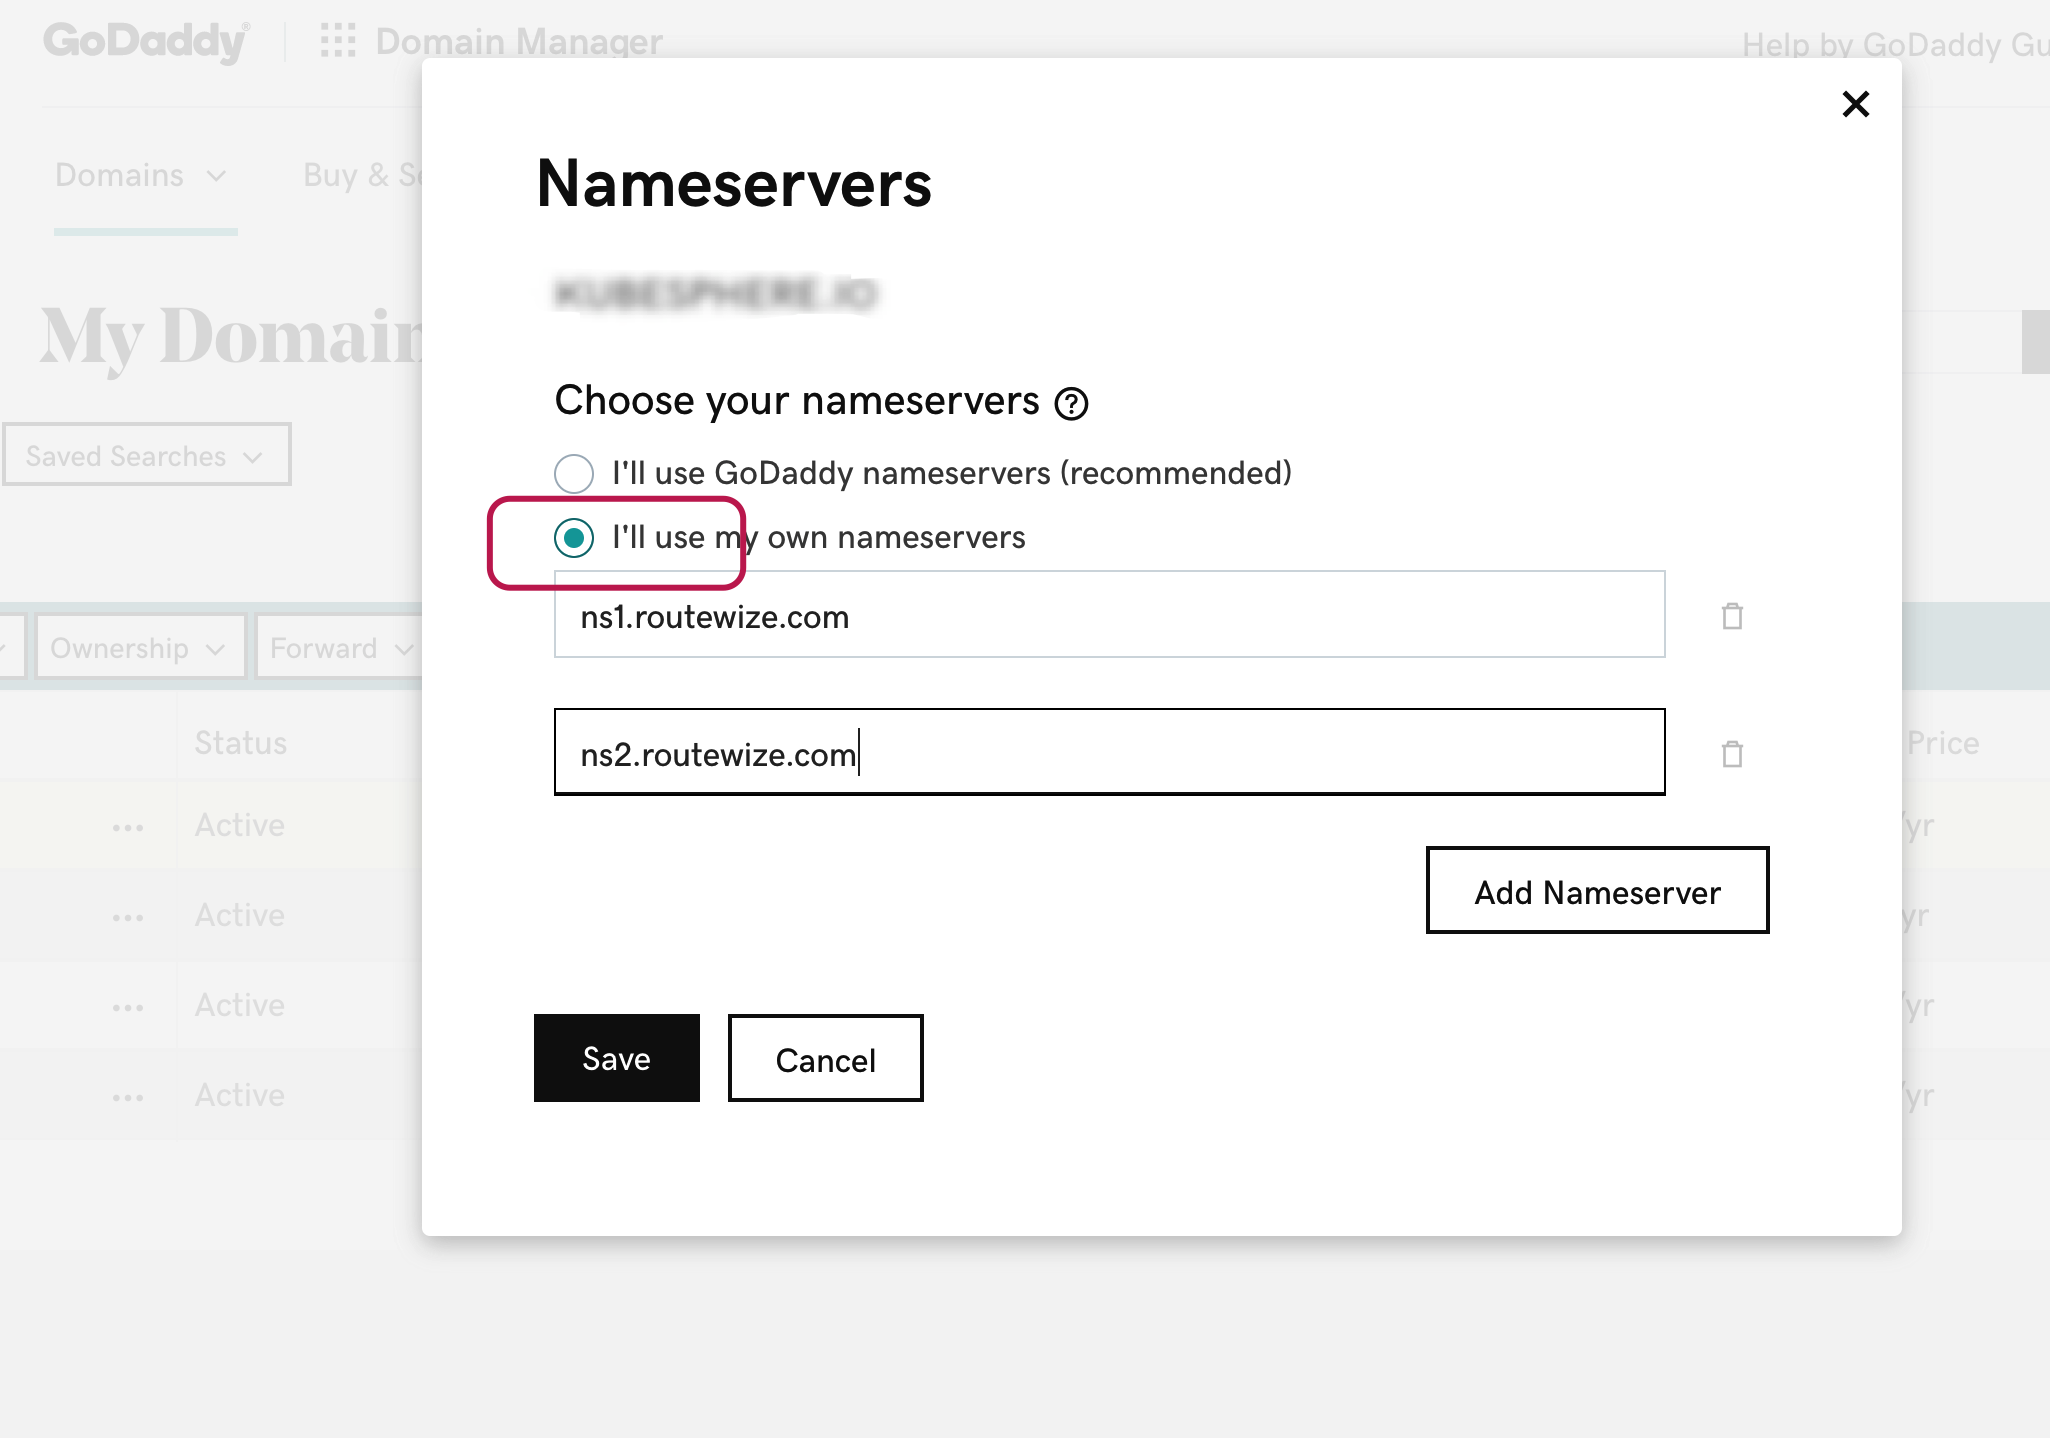 GoDaddy® Domain Manager
Help by GoDaddy Gu
Domains
Buy & Se
Nameservers
My Domain
Choose your nameservers ?
I'll use GoDaddy nameservers (recommended)
Saved Searches
I'll use my own nameservers
ns1.routewize.com
Ownership
Forward
Status
ns2.routewize.com
Price
Active
/yr
Add Nameserver
Active
yr
Active
/yr
Save
Cancel
Active
/yr